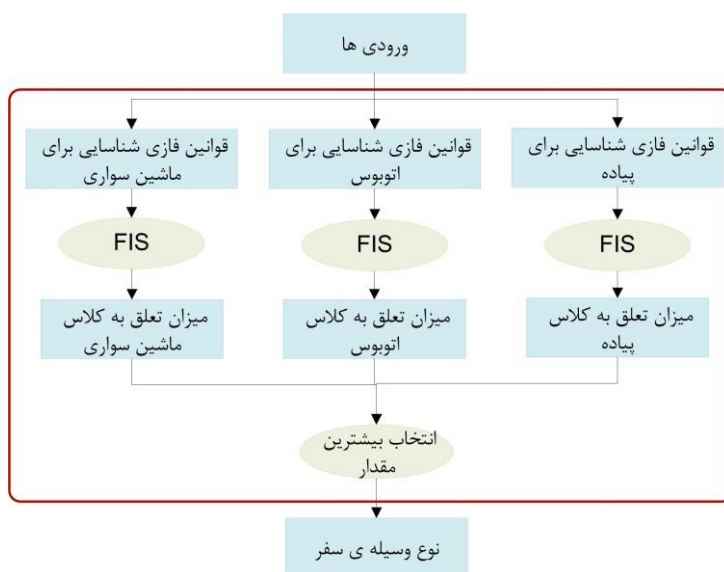 ورودی ها
قوانین فازی شناسایی برای
پیاده
قوانین فازی شناسایی برای
اتوبوس
قوانین فازی شناسایی برای
ماشین سواری
FIS
FIS
FIS
میزان تعلق به کلاس
پیاده
میزان تعلق به کلاس
اتوبوس
میزان تعلق به کلاس
ماشین سواری
انتخاب بیشترین
مقدار
نوع وسیله ی سفر